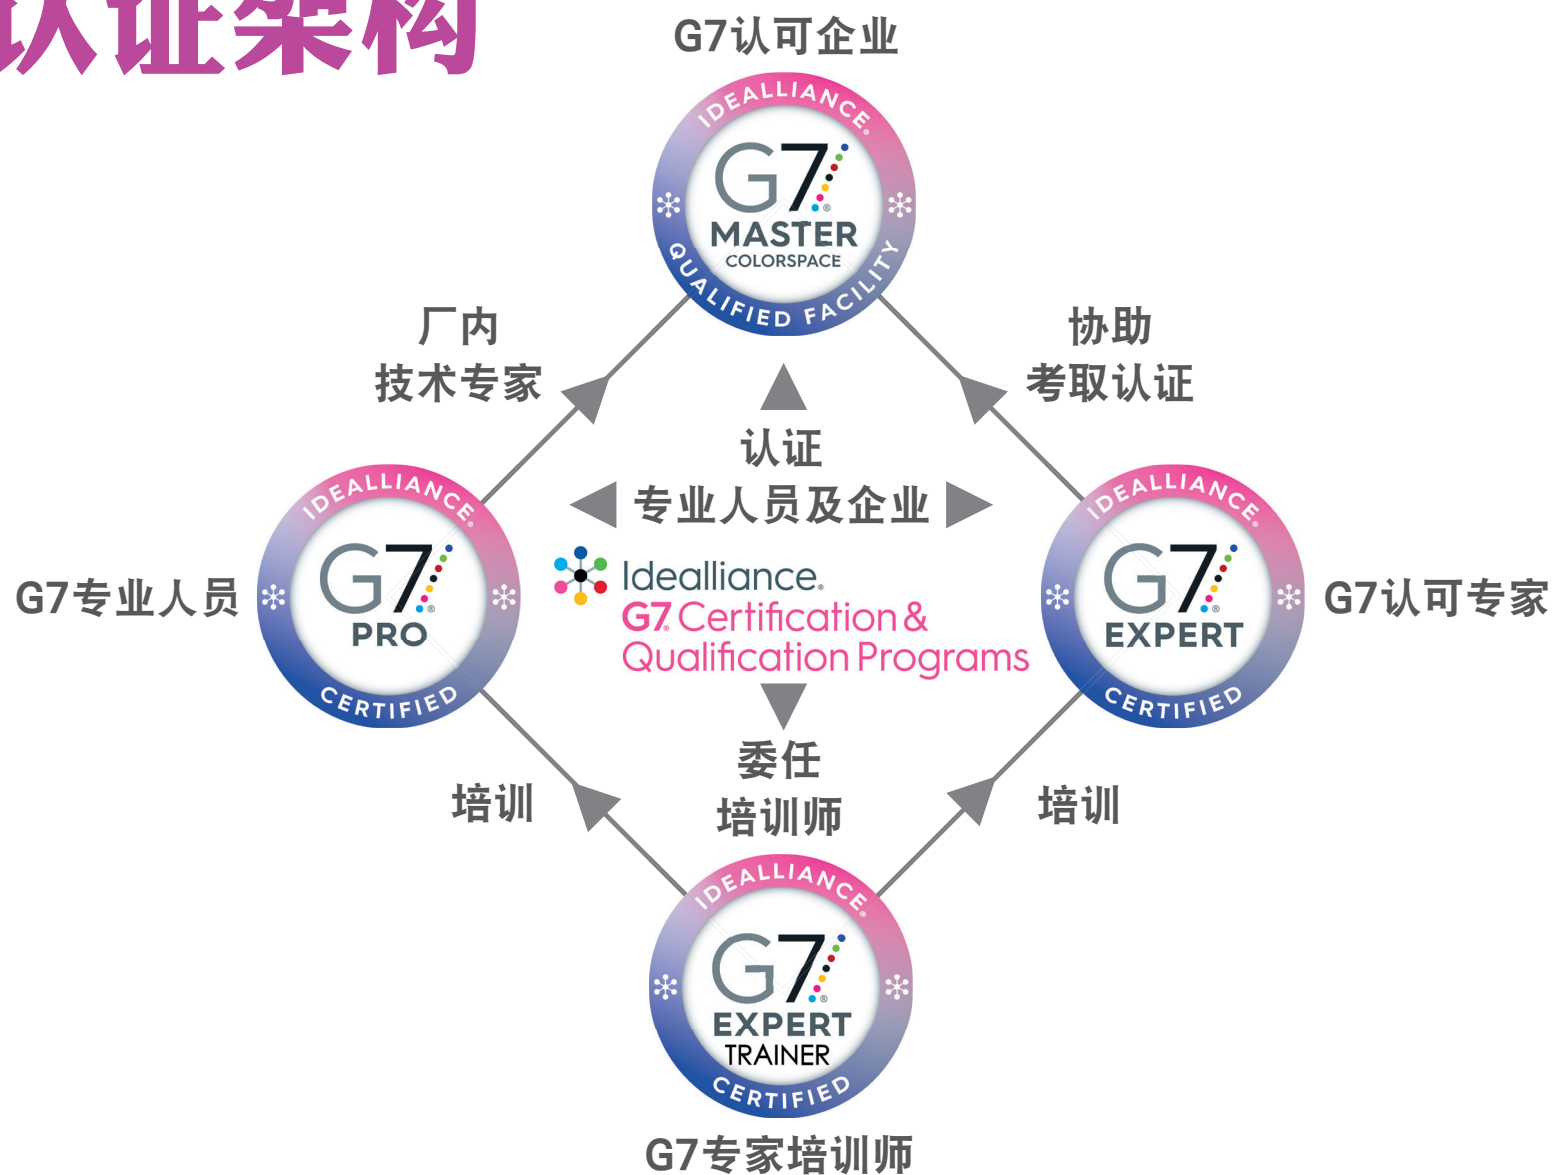 认证架构
G7认可企业
IDEALLIANCE®
G7®
MASTER
COLORSPACE
QUALIFIED FACILITY
厂内
技术专家
协助
考取认证
认证
专业人员及企业
G7专业人员
IDEALLIANCE®
G7®
PRO
CERTIFIED
Idealliance®
G7® Certification &
Qualification Programs
IDEALLIANCE®
G7®
EXPERT
CERTIFIED
G7认可专家
委任
培训师
培训
培训
IDEALLIANCE®
G7®
EXPERT
TRAINER
CERTIFIED
G7专家培训师